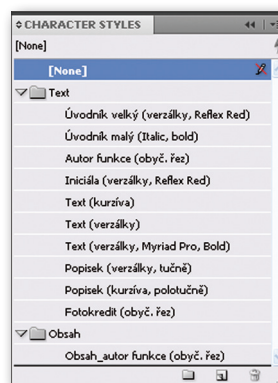 CHARACTER STYLES
[None]
[None]
Text
Úvodník velký (verzálky, Reflex Red)
Úvodník malý (Italic, bold)
Autor funkce (obyč. řez)
Iniciála (verzálky, Reflex Red)
Text (kurzíva)
Text (verzálky)
Text (verzálky, Myriad Pro, Bold)
Popisek (verzálky, tučně)
Popisek (kurzíva, polotučně)
Fotokredit (obyč. řez)
Obsah
Obsah_autor funkce (obyč. řez)